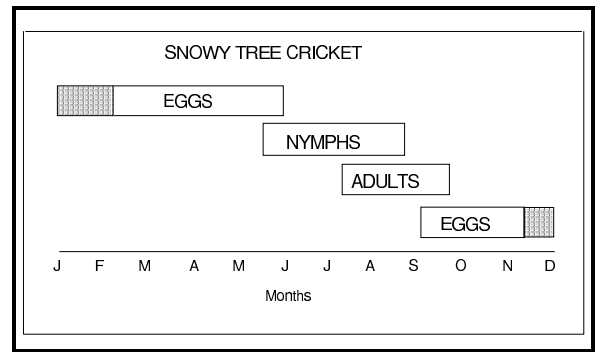 SNOWY TREE CRICKET
EGGS
NYMPHS
ADULTS
EGGS
J F M A M J J A S O N D
Months